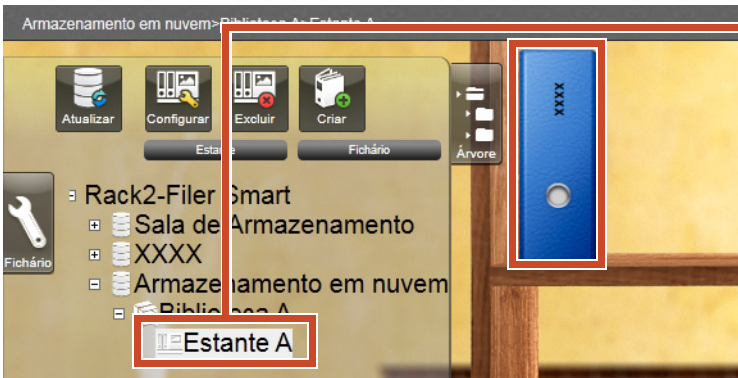 Armazenamento em nuvem>Biblioteca A>Estante A
Atualizar
Configurar
Excluir
Criar
Estante
Fichário
Árvore
XXXX
Fichário
Rack2-Filer Smart
Sala de Armazenamento
XXXX
Armazenamento em nuvem
Biblioteca A
Estante A